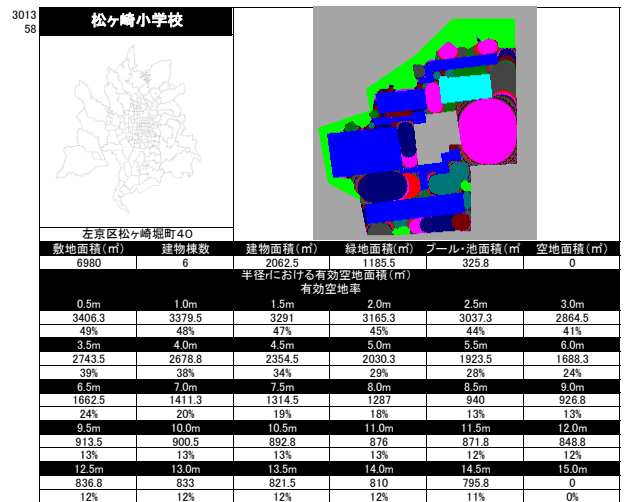 3013
58
松ヶ崎小学校
左京区松ヶ崎堀町40
敷地面積(㎡) 建物棟数 建物面積(㎡) 緑地面積(㎡) プール・池面積(㎡ 空地面積(㎡)
6980 6 2062.5 1185.5 325.8 0
半径rにおける有効空地面積(㎡)
有効空地率
0.5m 1.0m 1.5m 2.0m 2.5m 3.0m
3406.3 3379.5 3291 3165.3 3037.3 2864.5
49% 48% 47% 45% 44% 41%
3.5m 4.0m 4.5m 5.0m 5.5m 6.0m
2743.5 2678.8 2354.5 2030.3 1923.5 1688.3
39% 38% 34% 29% 28% 24%
6.5m 7.0m 7.5m 8.0m 8.5m 9.0m
1662.5 1411.3 1314.5 1287 940 926.8
24% 20% 19% 18% 13% 13%
9.5m 10.0m 10.5m 11.0m 11.5m 12.0m
913.5 900.5 892.8 876 871.8 848.8
13% 13% 13% 13% 12% 12%
12.5m 13.0m 13.5m 14.0m 14.5m 15.0m
836.8 833 821.5 810 795.8 0
12% 12% 12% 12% 11% 0%